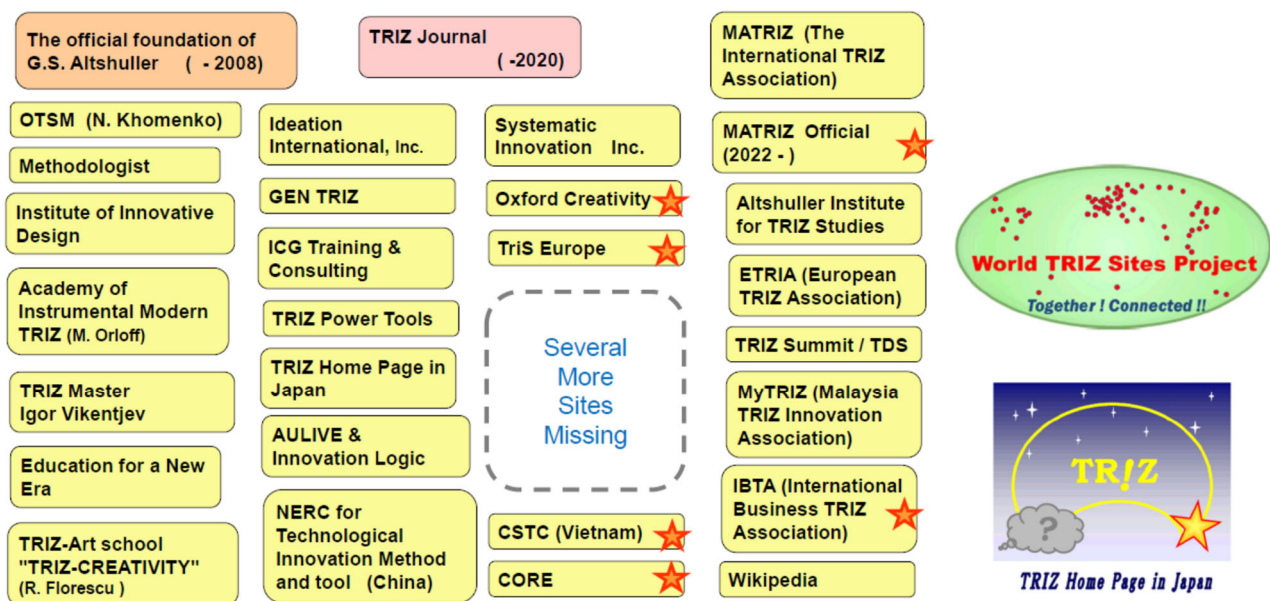 The official foundation of
G.S. Altshuller ( - 2008)
TRIZ Journal
( -2020)
MATRIZ (The
International TRIZ
Association)
OTSM (N. Khomenko)
Methodologist
Institute of Innovative
Design
Academy of
Instrumental Modern
TRIZ (M. Orloff)
TRIZ Master
Igor Vikentjev
Education for a New
Era
TRIZ-Art school
"TRIZ-CREATIVITY"
(R. Florescu )
Ideation
International, Inc.
GEN TRIZ
ICG Training &
Consulting
TRIZ Power Tools
TRIZ Home Page in
Japan
AULIVE &
Innovation Logic
NERC for
Technological
Innovation Method
and tool (China)
Systematic
Innovation Inc.
Oxford Creativity
TriS Europe
Several
More
Sites
Missing
CSTC (Vietnam)
CORE
MATRIZ Official
(2022 - )
Altshuller Institute
for TRIZ Studies
ETRIA (European
TRIZ Association)
TRIZ Summit / TDS
MyTRIZ (Malaysia
TRIZ Innovation
Association)
IBTA (International
Business TRIZ
Association)
Wikipedia
World TRIZ Sites Project
Together ! Connected !!
TR!Z
?
TRIZ Home Page in Japan